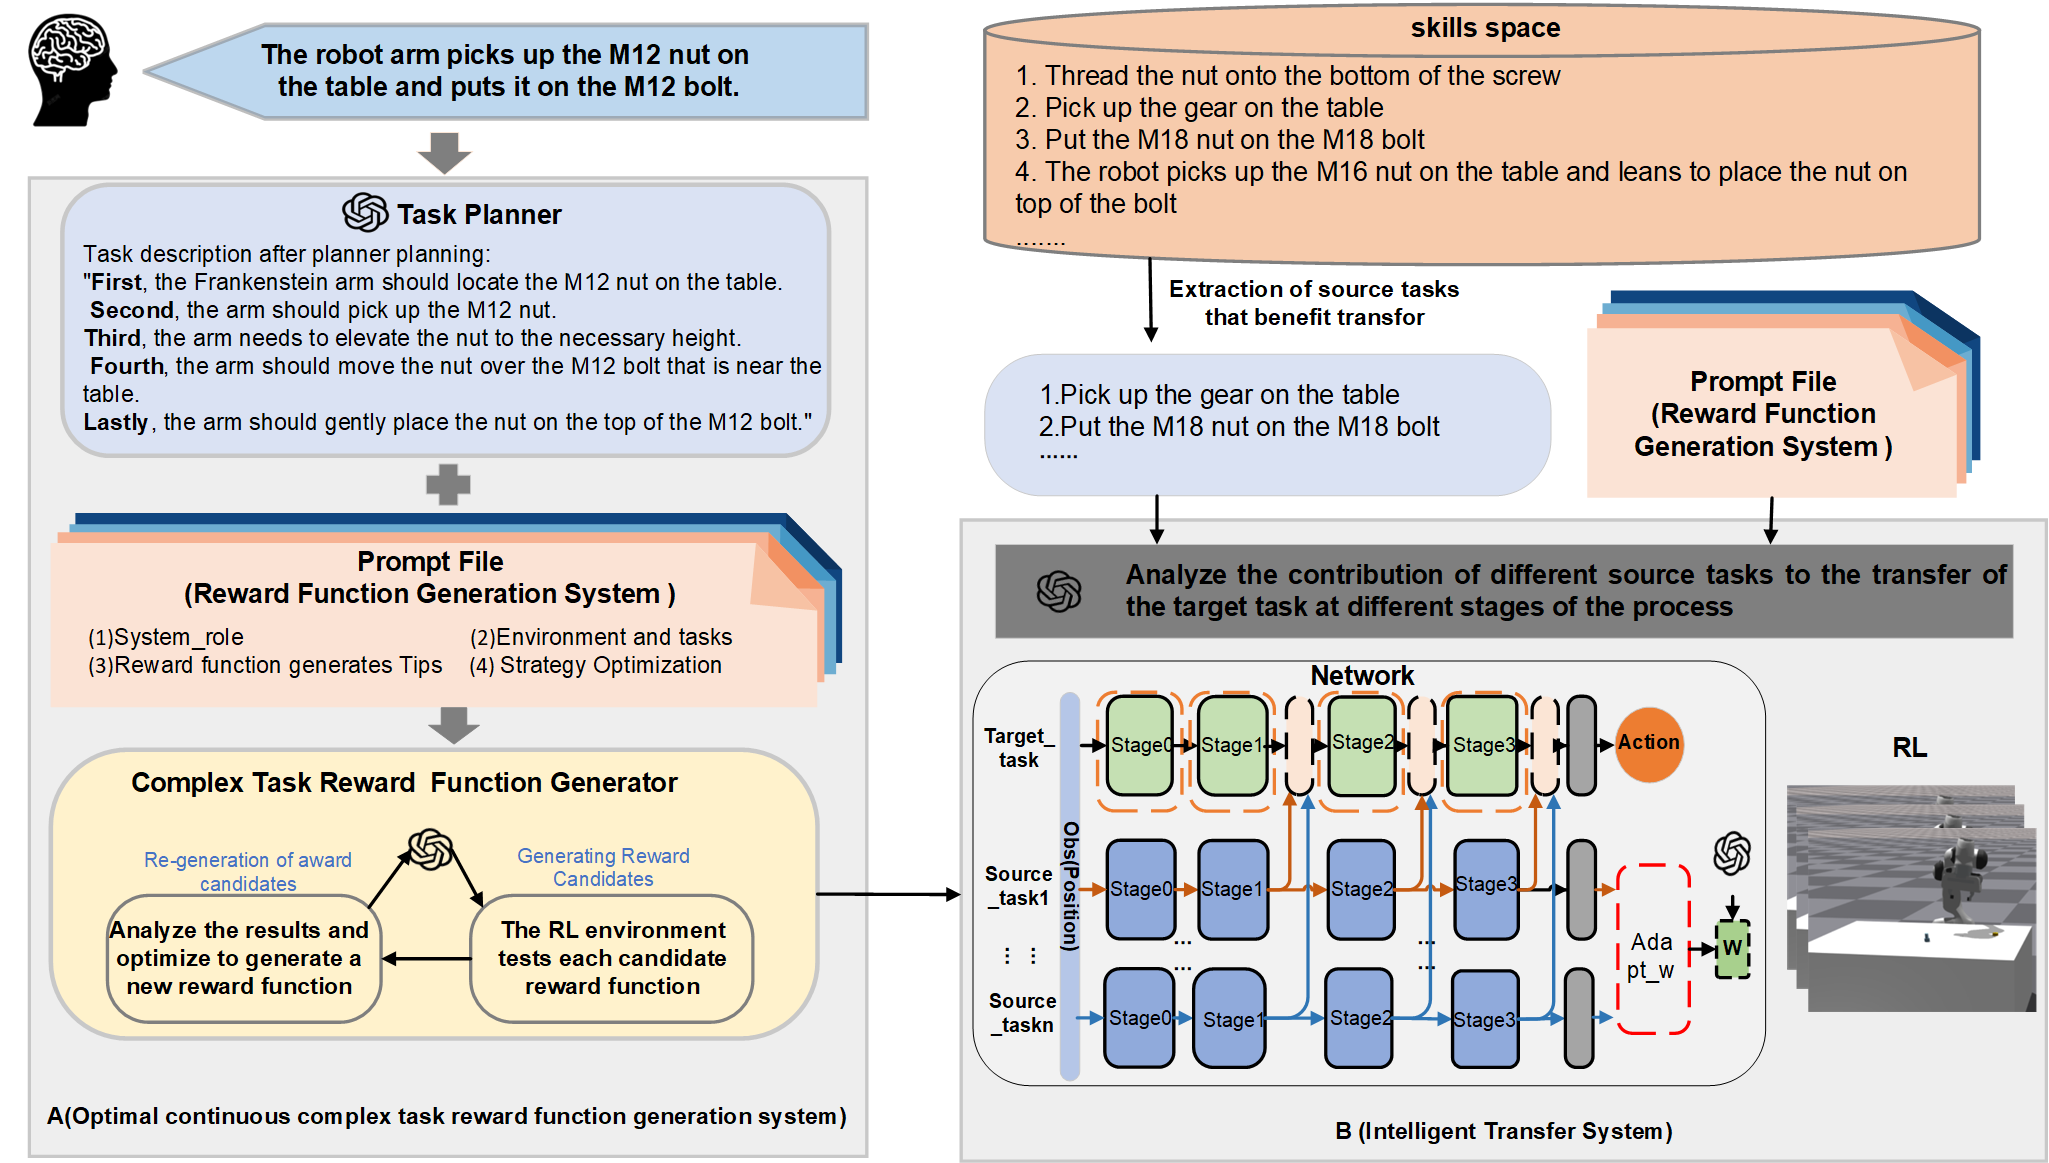 The robot arm picks up the M12 nut on
the table and puts it on the M12 bolt.
Task Planner
Task description after planner planning:
"First, the Frankenstein arm should locate the M12 nut on the table.
Second, the arm should pick up the M12 nut.
Third, the arm needs to elevate the nut to the necessary height.
Fourth, the arm should move the nut over the M12 bolt that is near the
table.
Lastly, the arm should gently place the nut on the top of the M12 bolt."
Prompt File
(Reward Function Generation System )
(1)System_role
(2)Environment and tasks
(3)Reward function generates Tips
(4) Strategy Optimization
Complex Task Reward Function Generator
Re-generation of award
candidates
Generating Reward
Candidates
Analyze the results and
optimize to generate a
new reward function
The RL environment
tests each candidate
reward function
A(Optimal continuous complex task reward function generation system)
skills space
1. Thread the nut onto the bottom of the screw
2. Pick up the gear on the table
3. Put the M18 nut on the M18 bolt
4. The robot picks up the M16 nut on the table and leans to place the nut on
top of the bolt
.......
Extraction of source tasks
that benefit transfor
1.Pick up the gear on the table
2.Put the M18 nut on the M18 bolt
......
Prompt File
(Reward Function
Generation System )
Analyze the contribution of different source tasks to the transfer of
the target task at different stages of the process
Network
Target_
task
Stage0
Stage1
Stage2
Stage3
Action
Obs(Position)
Source
_task1
Stage0
Stage1
Stage2
Stage3
...
...
...
...
Source
_taskn
Stage0
Stage1
Stage2
Stage3
Ada
pt_w
W
RL
B (Intelligent Transfer System)